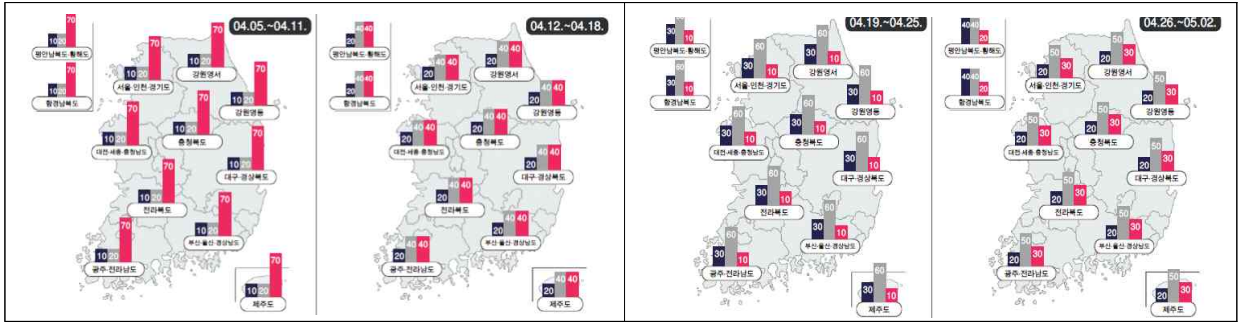 04.05.~04.11.
10 20 70
평안남북도·황해도
10 20 70
함경남북도
10 20 70
서울·인천·경기도
10 20 70
강원영서
10 20 70
강원영동
10 20 70
대전·세종·충청남도
10 20 70
충청북도
10 20 70
대구·경상북도
10 20 70
전라북도
10 20 70
부산·울산·경상남도
10 20 70
광주·전라남도
10 20 70
제주도
04.12.~04.18.
20 40 40
평안남북도·황해도
20 40 40
함경남북도
20 40 40
서울·인천·경기도
20 40 40
강원영서
20 40 40
강원영동
20 40 40
대전·세종·충청남도
20 40 40
충청북도
20 40 40
대구·경상북도
20 40 40
전라북도
20 40 40
부산·울산·경상남도
20 40 40
광주·전라남도
20 40 40
제주도
04.19.~04.25.
30 60 10
평안남북도·황해도
30 60 10
함경남북도
30 60 10
서울·인천·경기도
30 60 10
강원영서
30 60 10
강원영동
30 60 10
대전·세종·충청남도
30 60 10
충청북도
30 60 10
대구·경상북도
30 60 10
전라북도
30 60 10
부산·울산·경상남도
30 60 10
광주·전라남도
30 60 10
제주도
04.26.~05.02.
40 40 20
평안남북도·황해도
40 40 20
함경남북도
20 50 30
서울·인천·경기도
20 50 30
강원영서
20 50 30
강원영동
20 50 30
대전·세종·충청남도
20 50 30
충청북도
20 50 30
대구·경상북도
20 50 30
전라북도
20 50 30
부산·울산·경상남도
20 50 30
광주·전라남도
20 50 30
제주도